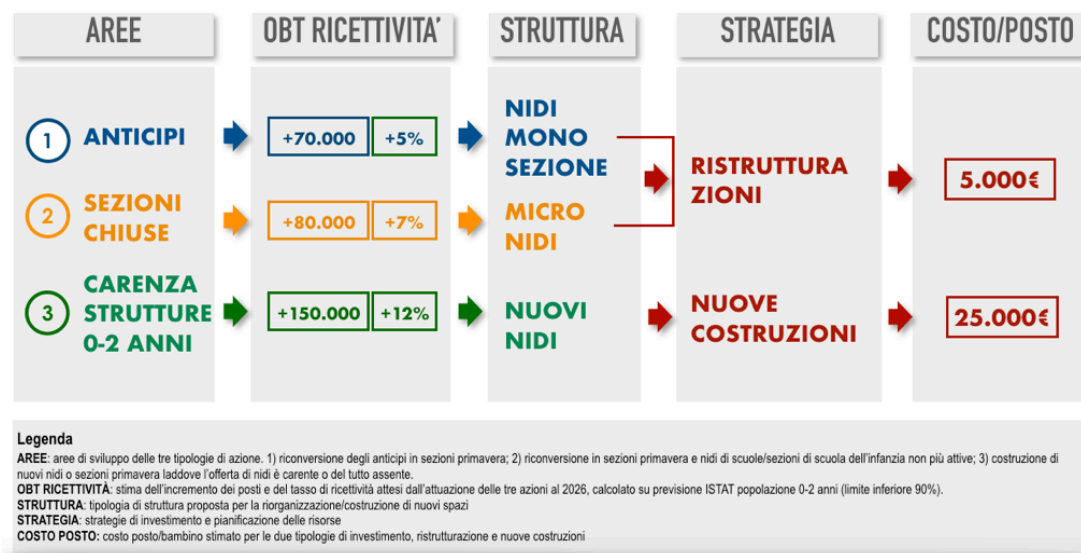 AREE
OBT RICETTIVITA'
STRUTTURA
STRATEGIA
COSTO/POSTO
1
ANTICIPI
+70.000
+5%
NIDI
MONO
SEZIONE
2
SEZIONI
CHIUSE
+80.000
+7%
MICRO
NIDI
RISTRUTTURA
ZIONI
5.000€
3
CARENZA
STRUTTURE
0-2 ANNI
+150.000
+12%
NUOVI
NIDI
NUOVE
COSTRUZIONI
25.000€
Legenda
AREE: aree di sviluppo delle tre tipologie di azione. 1) riconversione degli anticipi in sezioni primavera; 2) riconversione in sezioni primavera e nidi di scuole/sezioni di scuola dell'infanzia non più attive; 3) costruzione di
nuovi nidi o sezioni primavera laddove l'offerta di nidi è carente o del tutto assente.
OBT RICETTIVITÀ: stima dell'incremento dei posti e del tasso di ricettività attesi dall'attuazione delle tre azioni al 2026, calcolato su previsione ISTAT popolazione 0-2 anni (limite inferiore 90%).
STRUTTURA: tipologia di struttura proposta per la riorganizzazione/costruzione di nuovi spazi
STRATEGIA: strategie di investimento e pianificazione delle risorse
COSTO POSTO: costo posto/bambino stimato per le due tipologie di investimento, ristrutturazione e nuove costruzioni